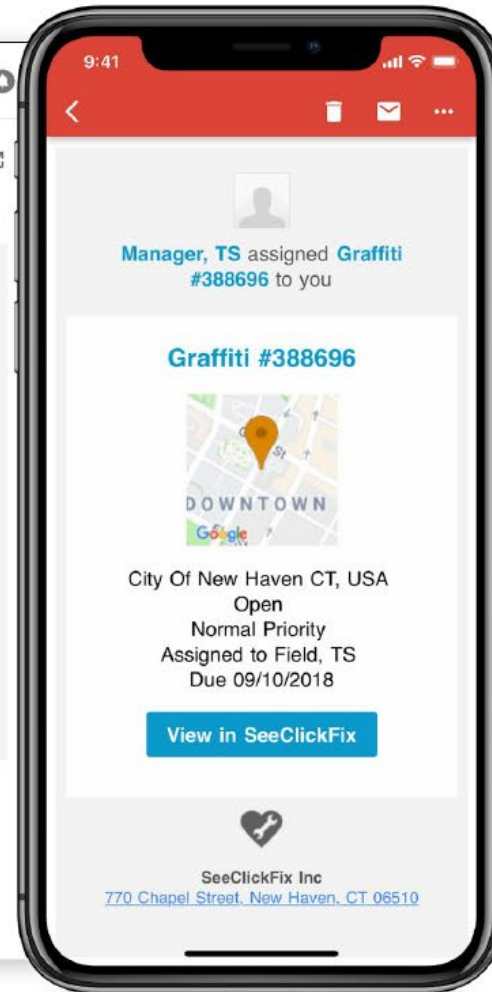 9:41
Manager, TS assigned Graffiti
#388696 to you
Graffiti #388696
St
DOWNTOWN
Google
City Of New Haven CT, USA
Open
Normal Priority
Assigned to Field, TS
Due 09/10/2018
View in SeeClickFix
SeeClickFix Inc
770 Chapel Street, New Haven, CT 06510